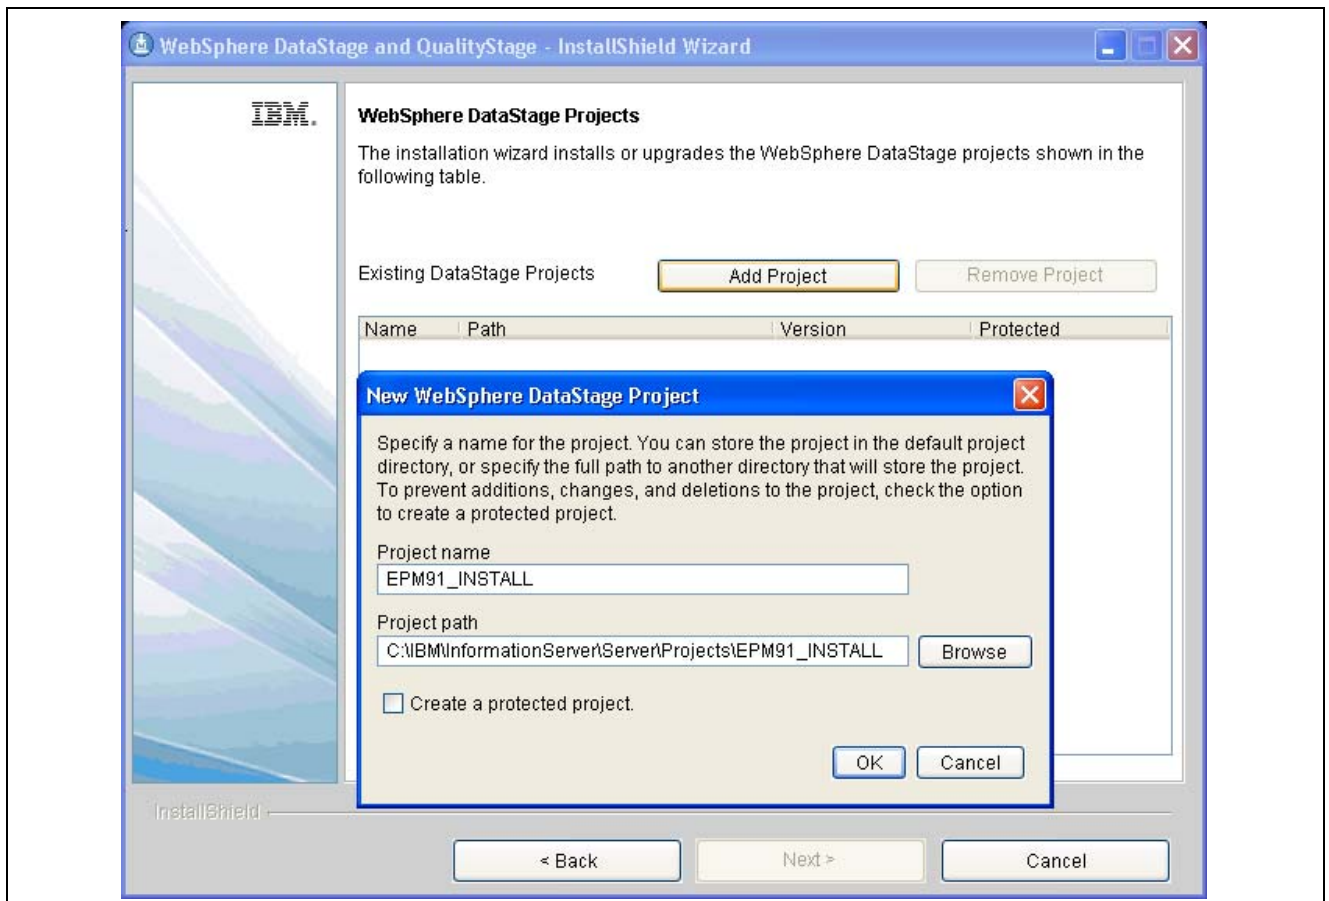 WebSphere DataStage and QualityStage - InstallShield Wizard
IBM.
WebSphere DataStage Projects
The installation wizard installs or upgrades the WebSphere DataStage projects shown in the
following table.
Existing DataStage Projects
Add Project
Remove Project
Name Path Version Protected
New WebSphere DataStage Project
Specify a name for the project. You can store the project in the default project
directory, or specify the full path to another directory that will store the project.
To prevent additions, changes, and deletions to the project, check the option
to create a protected project.
Project name
EPM91_INSTALL
Project path
C:\IBM\InformationServer\Server\Projects\EPM91_INSTALL
Browse
Create a protected project.
OK
Cancel
InstallShield
< Back
Next >
Cancel